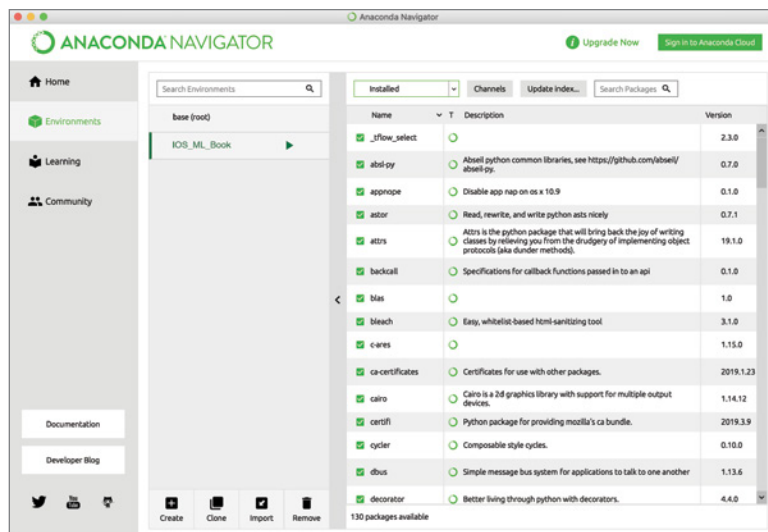 Anaconda Navigator
ANACONDA NAVIGATOR
Upgrade Now
Sign in to Anaconda Cloud
Home
Environments
Learning
Community
Documentation
Developer Blog
You
Tube
Search Environments
base (root)
IOS_ML_Book
Create
Clone
Import
Remove
Installed
Channels
Update index...
Search Packages
Name T Description Version
_tflow_select 2.3.0
absl-py Abseil python common libraries, see https://github.com/abseil/
abseil-py. 0.7.0
appnope Disable app nap on os x 10.9 0.1.0
astor Read, rewrite, and write python asts nicely 0.7.1
attrs Attrs is the python package that will bring back the joy of writing
classes by relieving you from the drudgery of implementing object 19.1.0
protocols (aka dunder methods).
backcall Specifications for callback functions passed in to an api 0.1.0
blas 1.0
bleach Easy, whitelist-based html-sanitizing tool 3.1.0
c-ares 1.15.0
ca-certificates Certificates for use with other packages. 2019.1.23
cairo Cairo is a 2d graphics library with support for multiple output
devices. 1.14.12
certifi Python package for providing mozilla's ca bundle. 2019.3.9
cycler Composable style cycles. 0.10.0
dbus Simple message bus system for applications to talk to one another 1.13.6
decorator Better living through python with decorators. 4.4.0
130 packages available